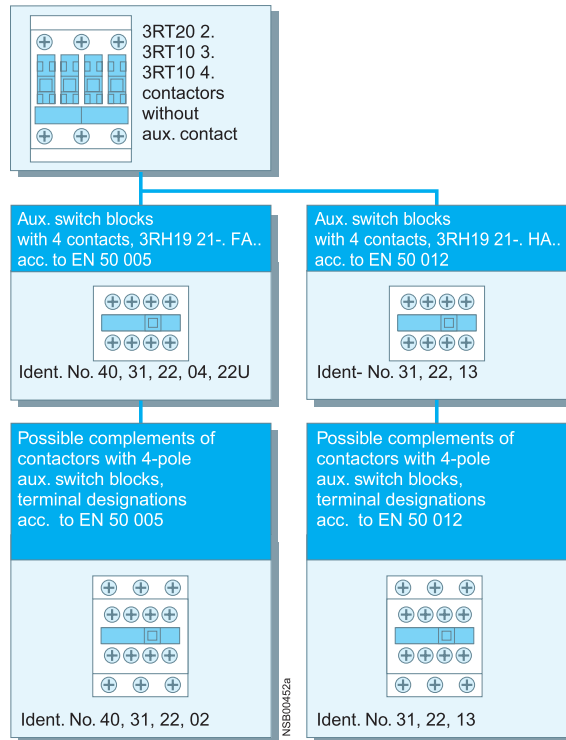 3RT20 2.
3RT10 3.
3RT10 4.
contactors
without
aux. contact
Aux. switch blocks
with 4 contacts, 3RH19 21-. FA..
acc. to EN 50 005
Ident. No. 40, 31, 22, 04, 22U
Aux. switch blocks
with 4 contacts, 3RH19 21-. HA..
acc. to EN 50 012
Ident- No. 31, 22, 13
Possible complements of
contactors with 4-pole
aux. switch blocks,
terminal designations
acc. to EN 50 005
Ident. No. 40, 31, 22, 02
Possible complements of
contactors with 4-pole
aux. switch blocks,
terminal designations
acc. to EN 50 012
Ident. No. 31, 22, 13
NSB00452a